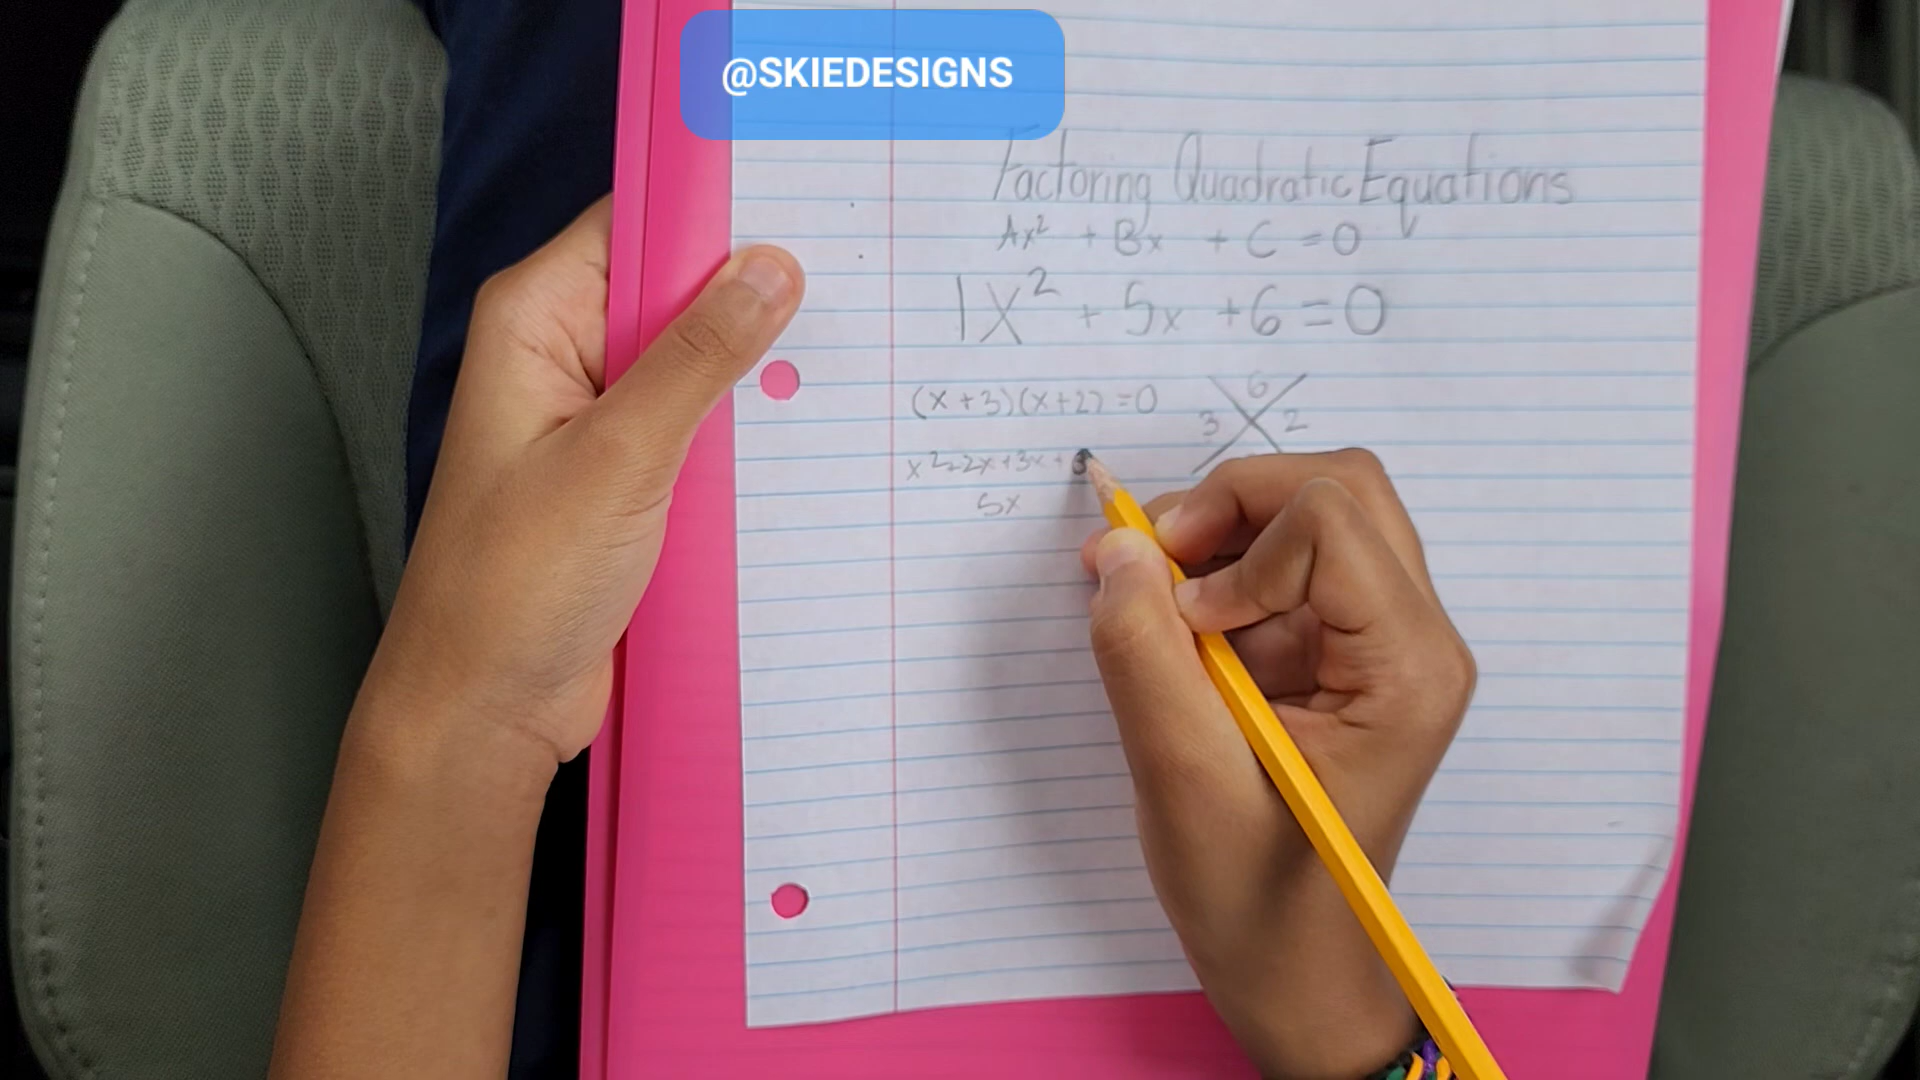 @SKIEDESIGNS
Factoring Quadratic Equations
Ax² + Bx + C = 0
1X² + 5x + 6 = 0
(x + 3)(x + 2) = 0
6
3 2
x² + 2x + 3x +
5x